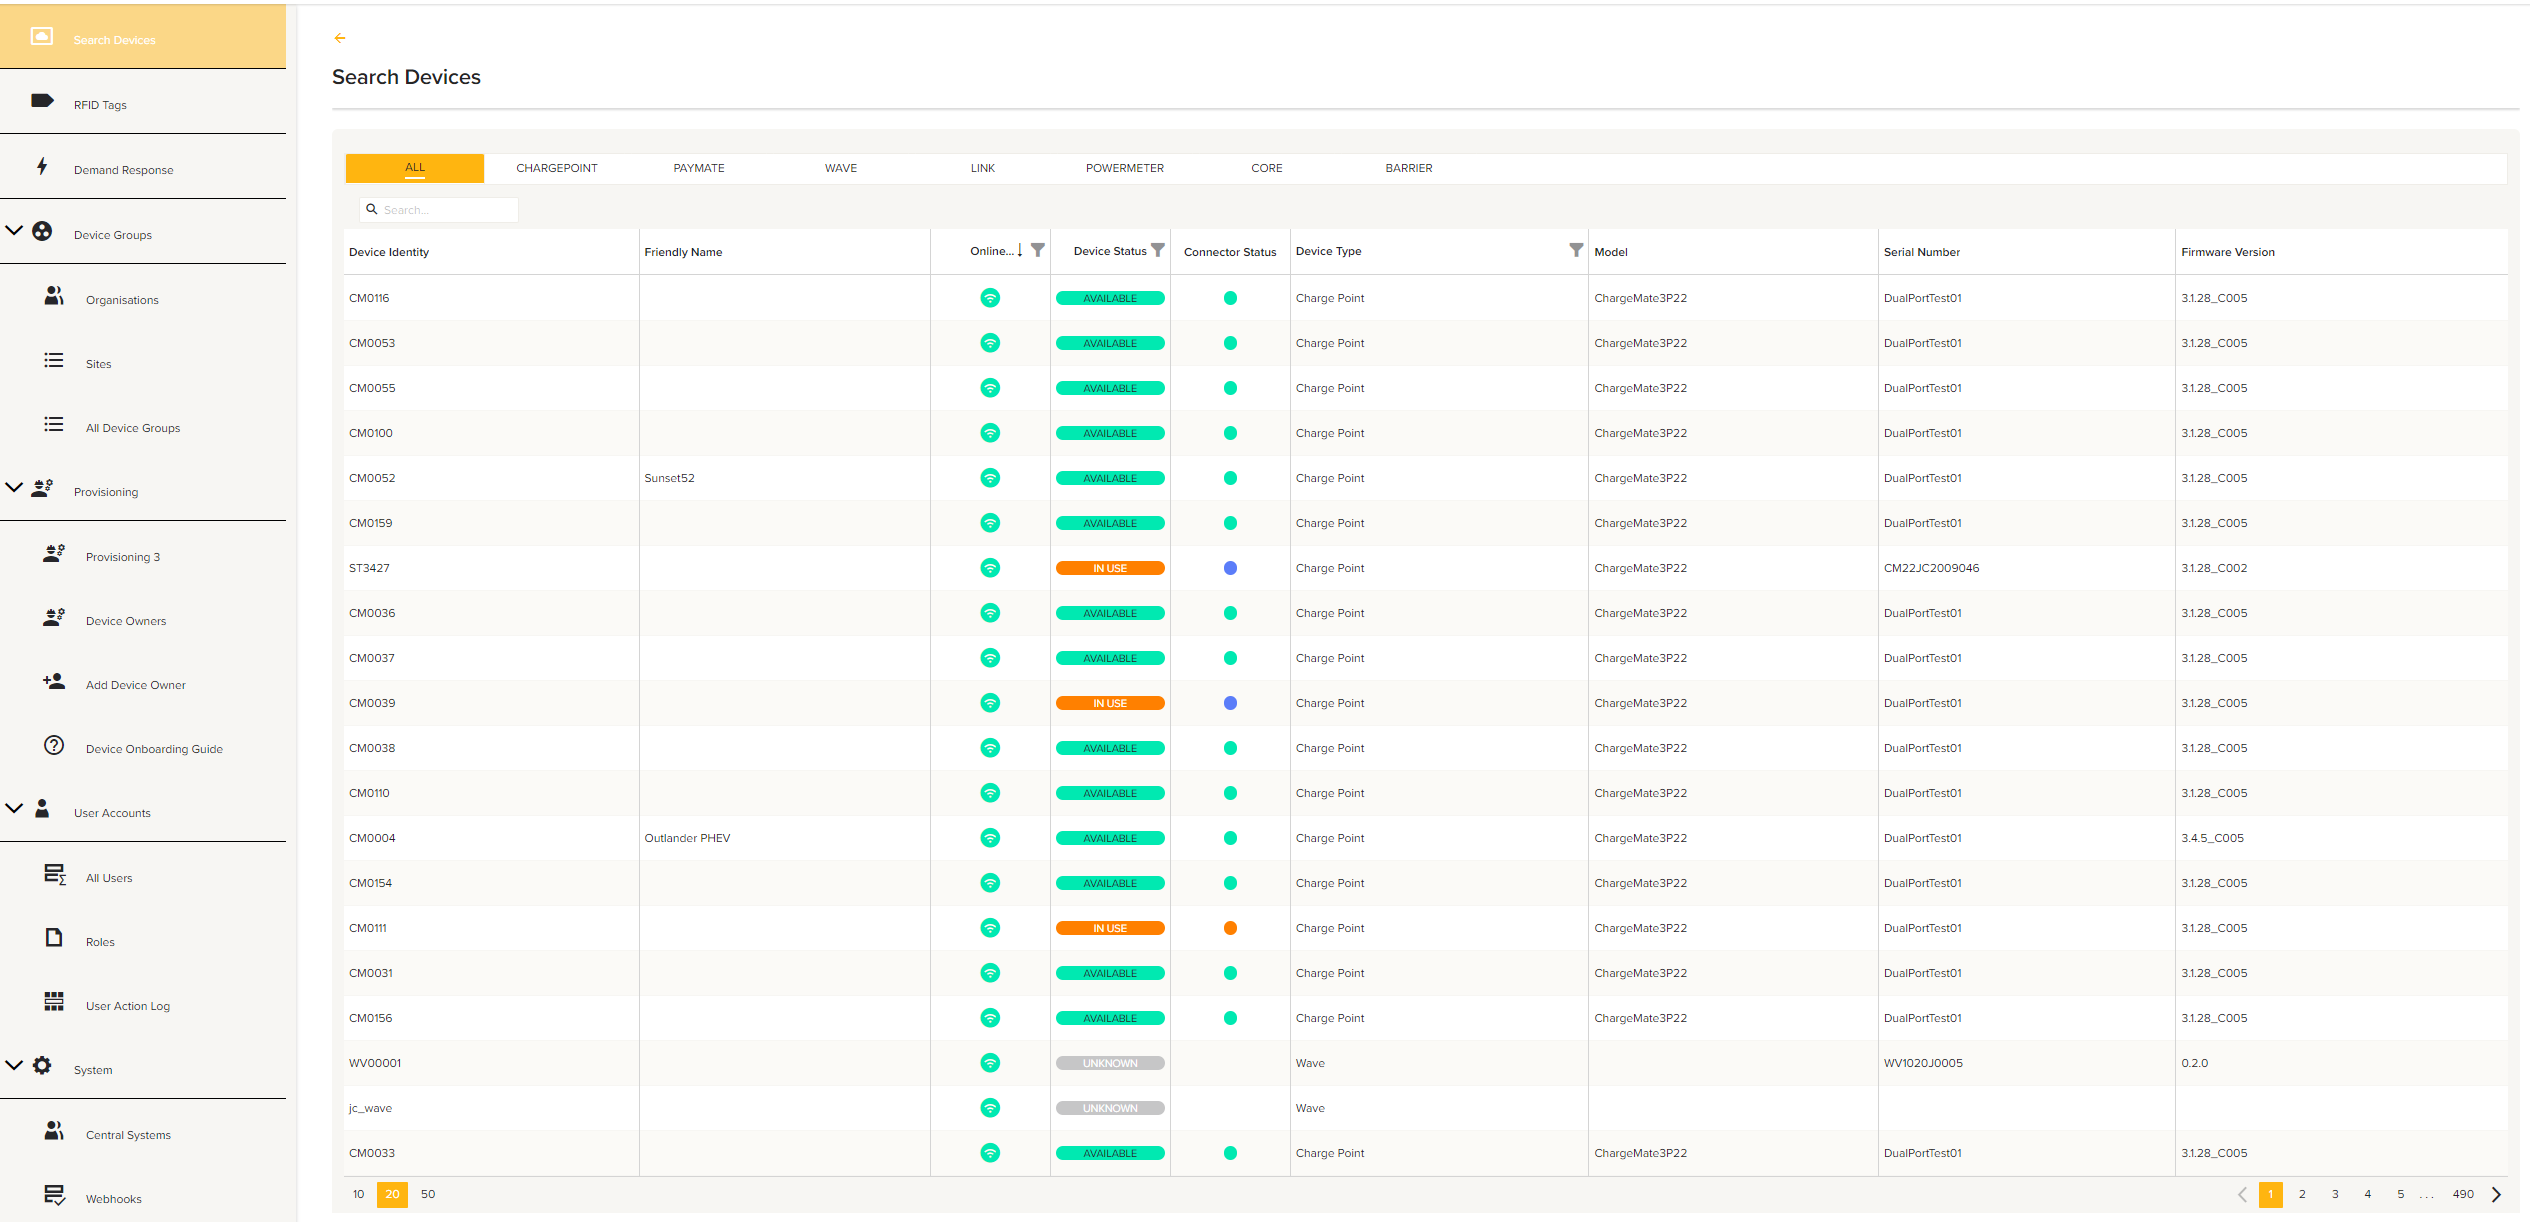 Search Devices
RFID Tags
Demand Response
Device Groups
Organisations
Sites
All Device Groups
Provisioning
Provisioning 3
Device Owners
Add Device Owner
Device Onboarding Guide
User Accounts
All Users
Roles
User Action Log
System
Central Systems
Webhooks
Search Devices
ALL CHARGEPOINT PAYMATE WAVE LINK POWERMETER CORE BARRIER
Search...
Device Identity Friendly Name Online... Device Status Connector Status Device Type Model Serial Number Firmware Version
CM0116 AVAILABLE Charge Point ChargeMate3P22 DualPortTest01 3.1.28_C005
CM0053 AVAILABLE Charge Point ChargeMate3P22 DualPortTest01 3.1.28_C005
CM0055 AVAILABLE Charge Point ChargeMate3P22 DualPortTest01 3.1.28_C005
CM0100 AVAILABLE Charge Point ChargeMate3P22 DualPortTest01 3.1.28_C005
CM0052 Sunset52 AVAILABLE Charge Point ChargeMate3P22 DualPortTest01 3.1.28_C005
CM0159 AVAILABLE Charge Point ChargeMate3P22 DualPortTest01 3.1.28_C005
ST3427 IN USE Charge Point ChargeMate3P22 CM22JC2009046 3.1.28_C002
CM0036 AVAILABLE Charge Point ChargeMate3P22 DualPortTest01 3.1.28_C005
CM0037 AVAILABLE Charge Point ChargeMate3P22 DualPortTest01 3.1.28_C005
CM0039 IN USE Charge Point ChargeMate3P22 DualPortTest01 3.1.28_C005
CM0038 AVAILABLE Charge Point ChargeMate3P22 DualPortTest01 3.1.28_C005
CM0110 AVAILABLE Charge Point ChargeMate3P22 DualPortTest01 3.1.28_C005
CM0004 Outlander PHEV AVAILABLE Charge Point ChargeMate3P22 DualPortTest01 3.4.5_C005
CM0154 AVAILABLE Charge Point ChargeMate3P22 DualPortTest01 3.1.28_C005
CM0111 IN USE Charge Point ChargeMate3P22 DualPortTest01 3.1.28_C005
CM0031 AVAILABLE Charge Point ChargeMate3P22 DualPortTest01 3.1.28_C005
CM0156 AVAILABLE Charge Point ChargeMate3P22 DualPortTest01 3.1.28_C005
WV00001 UNKNOWN Wave WV1020J0005 0.2.0
jc_wave UNKNOWN Wave
CM0033 AVAILABLE Charge Point ChargeMate3P22 DualPortTest01 3.1.28_C005
10 20 50 1 2 3 4 5 ... 490